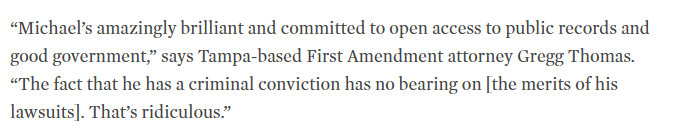 “Michael’s amazingly brilliant and committed to open access to public records and
good government,” says Tampa-based First Amendment attorney Gregg Thomas.
“The fact that he has a criminal conviction has no bearing on [the merits of his
lawsuits]. That’s ridiculous.”